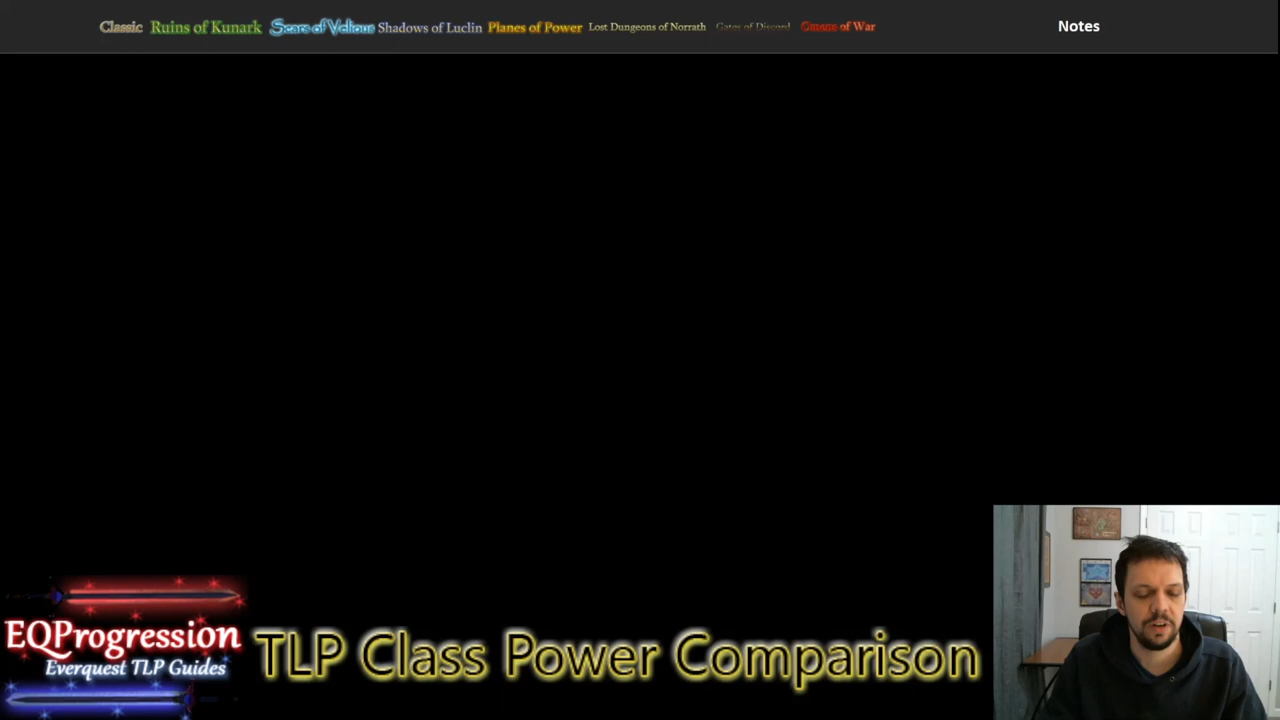 Classic Ruins of Kunark Scars of Velious Shadows of Luclin Planes of Power Lost Dungeons of Norrath Gates of Discord Omens of War Notes
EQProgression
Everquest TLP Guides
TLP Class Power Comparison